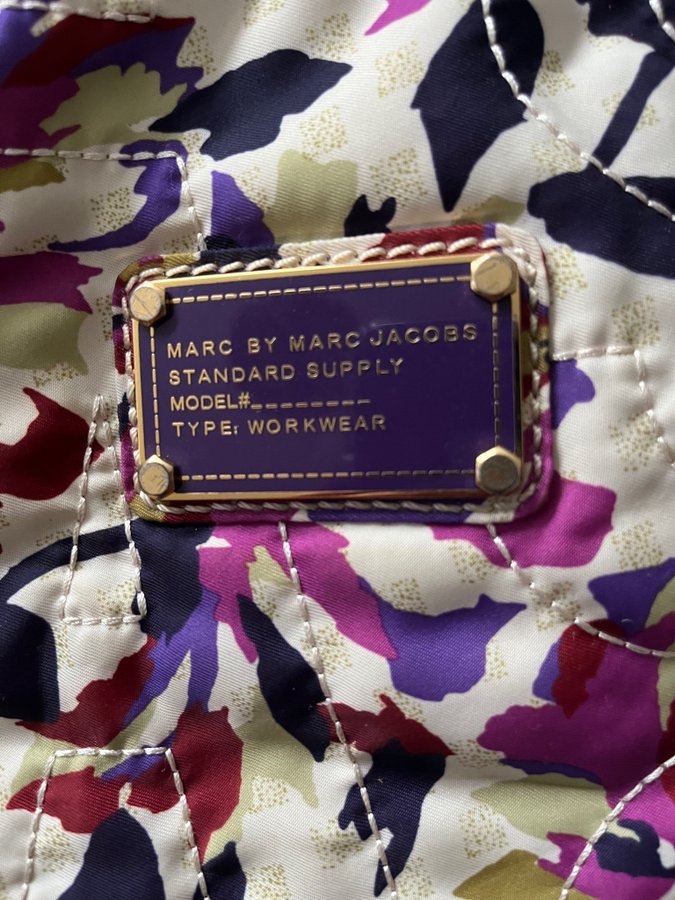 MARC BY MARC JACOBS
STANDARD SUPPLY
MODEL#_________
TYPE: WORKWEAR